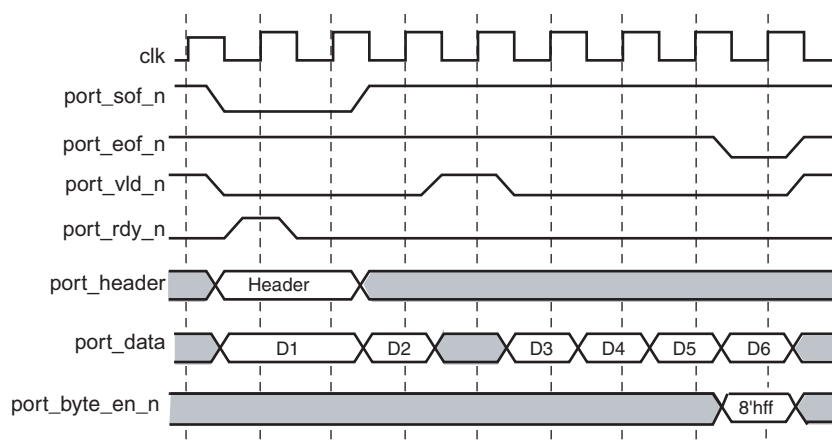 clk
port_sof_n
port_eof_n
port_vld_n
port_rdy_n
port_header Header
port_data D1 D2 D3 D4 D5 D6
port_byte_en_n 8'hff